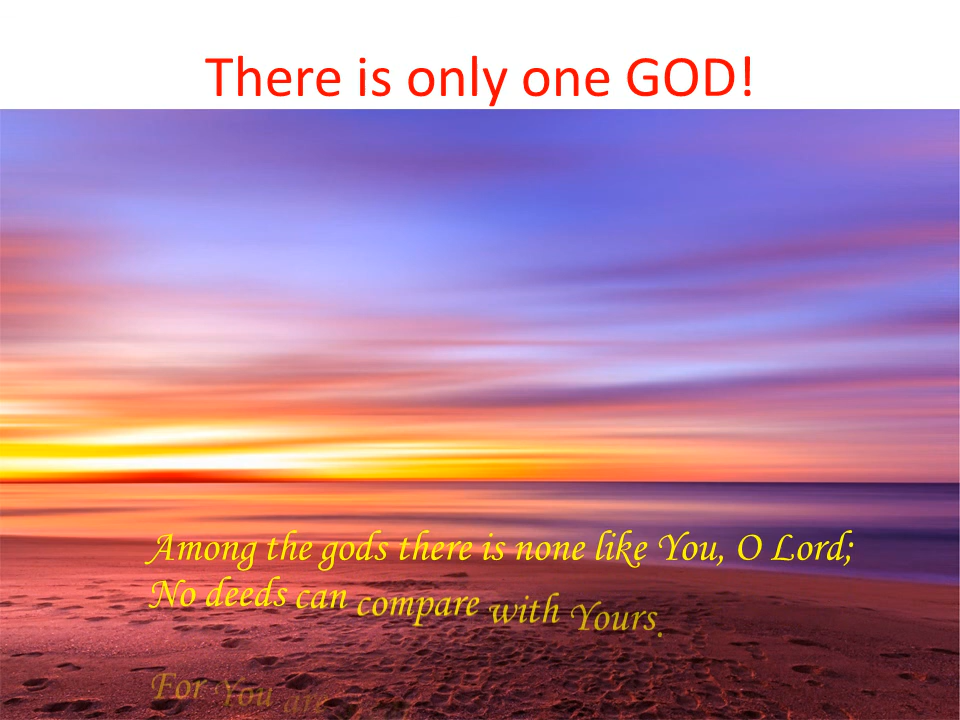 There is only one GOD!
Among the gods there is none like You, O Lord;
No deeds can compare with Yours.
For You are